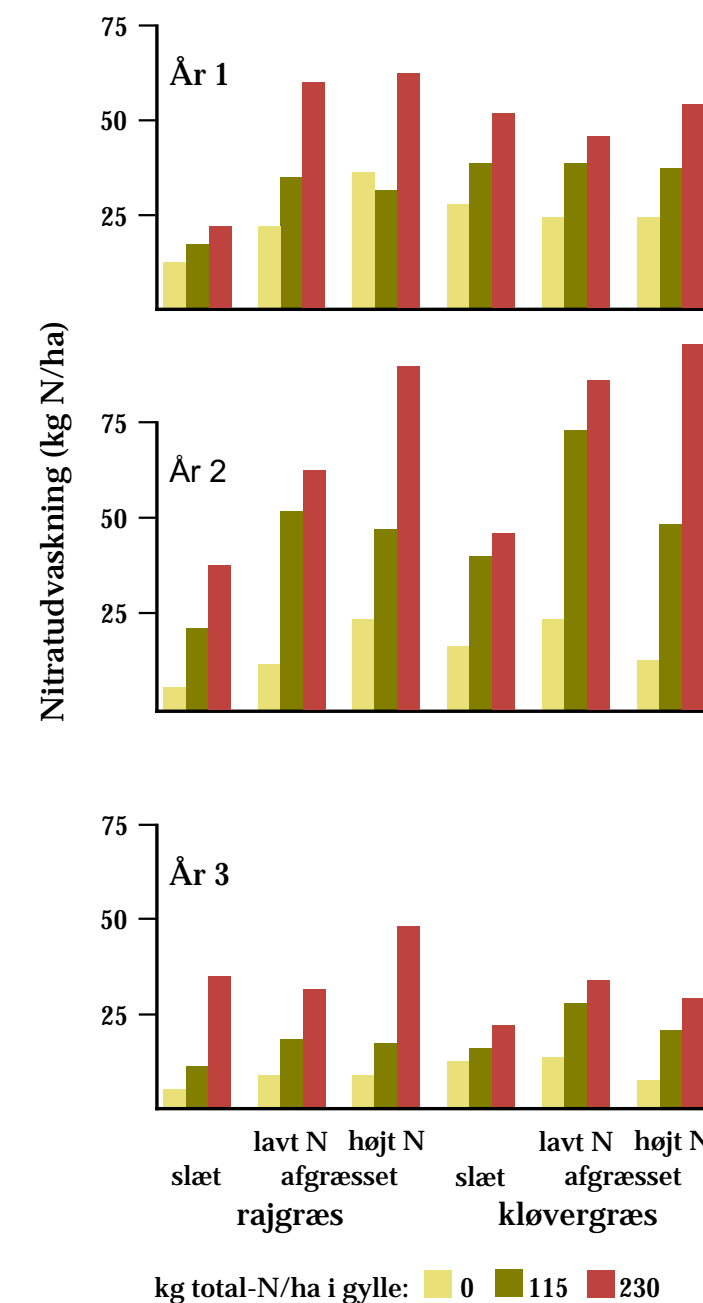 75
År 1
50
25
Nitratudvaskning (kg N/ha)
75
År 2
50
25
75
År 3
50
25
lavt N højt N lavt N højt N
slæt afgræsset slæt afgræsset
rajgræs kløvergræs
kg total-N/ha i gylle: 0 115 230